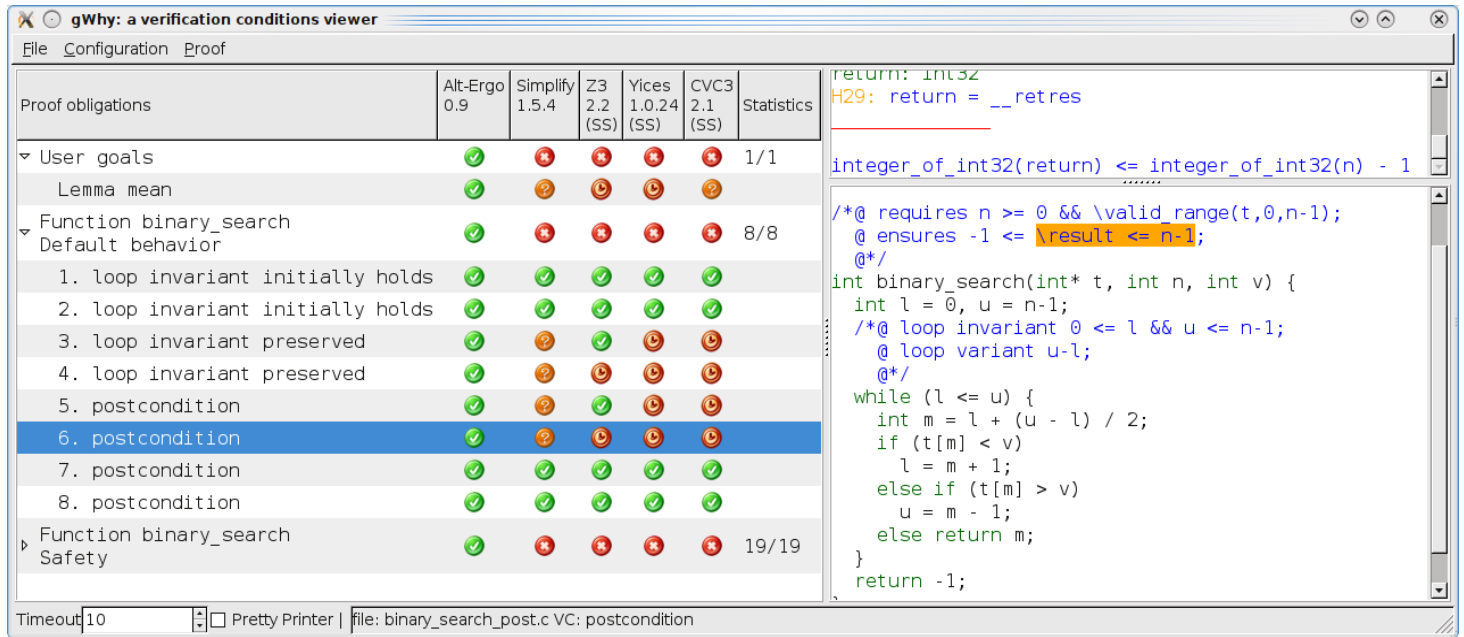 gWhy: a verification conditions viewer
File Configuration Proof
Proof obligations
Alt-Ergo 0.9
Simplify 1.5.4
Z3 2.2 (SS)
Yices 1.0.24 (SS)
CVC3 2.1 (SS)
Statistics
User goals 1/1
Lemma mean
Function binary_search
Default behavior 8/8
1. loop invariant initially holds
2. loop invariant initially holds
3. loop invariant preserved
4. loop invariant preserved
5. postcondition
6. postcondition
7. postcondition
8. postcondition
Function binary_search
Safety 19/19
return: int32
H29: return = __retres
integer_of_int32(return) <= integer_of_int32(n) - 1
/*@ requires n >= 0 && \valid_range(t,0,n-1);
@ ensures -1 <= \result <= n-1;
@*/
int binary_search(int* t, int n, int v) {
int l = 0, u = n-1;
/*@ loop invariant 0 <= l && u <= n-1;
@ loop variant u-l;
@*/
while (l <= u) {
int m = l + (u - l) / 2;
if (t[m] < v)
l = m + 1;
else if (t[m] > v)
u = m - 1;
else return m;
}
return -1;
Timeout 10 Pretty Printer | file: binary_search_post.c VC: postcondition